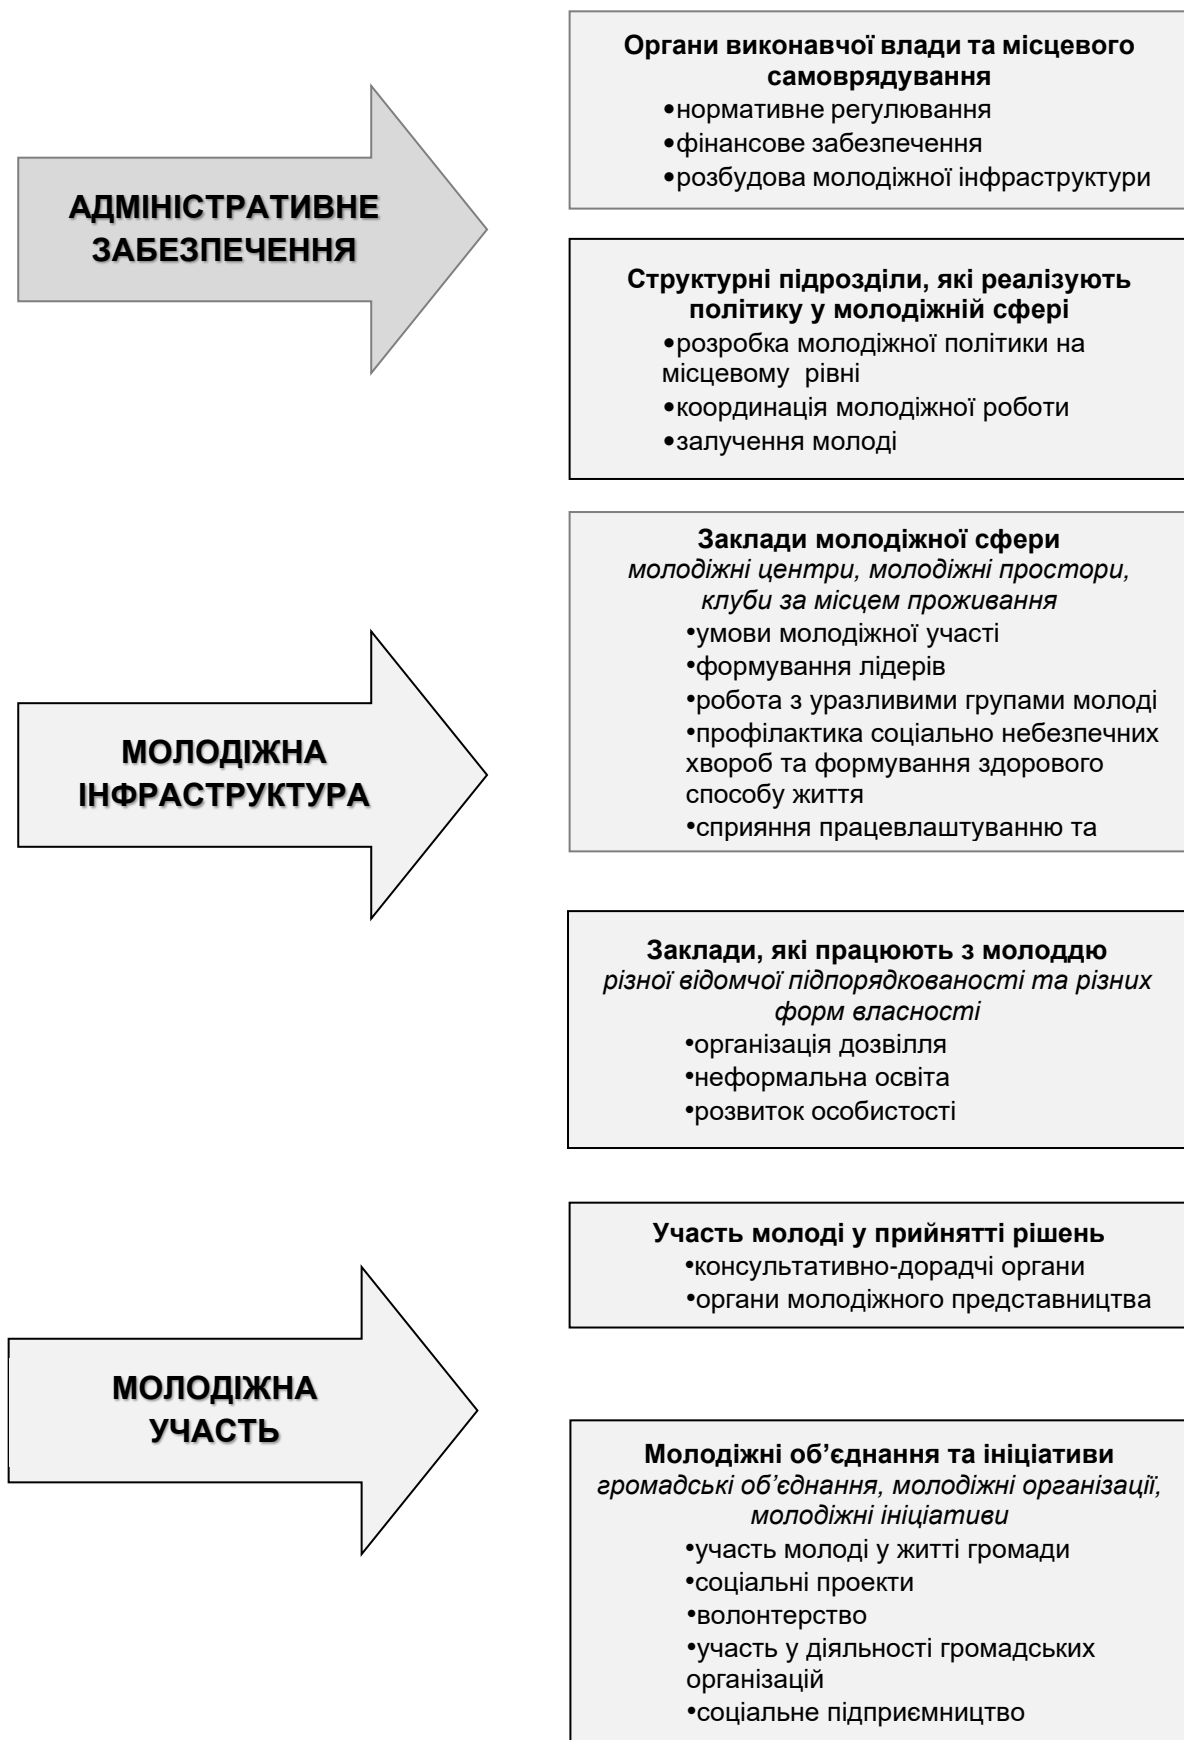 Органи виконавчої влади та місцевого
самоврядування
•нормативне регулювання
•фінансове забезпечення
•розбудова молодіжної інфраструктури
АДМІНІСТРАТИВНЕ
ЗАБЕЗПЕЧЕННЯ
Структурні підрозділи, які реалізують
політику у молодіжній сфері
•розробка молодіжної політики на
місцевому рівні
•координація молодіжної роботи
•залучення молоді
Заклади молодіжної сфери
молодіжні центри, молодіжні простори,
клуби за місцем проживання
•умови молодіжної участі
•формування лідерів
•робота з уразливими групами молоді
•профілактика соціально небезпечних
хвороб та формування здорового
способу життя
•сприяння працевлаштуванню та
МОЛОДІЖНА
ІНФРАСТРУКТУРА
Заклади, які працюють з молоддю
різної відомчої підпорядкованості та різних
форм власності
•організація дозвілля
•неформальна освіта
•розвиток особистості
Участь молоді у прийнятті рішень
•консультативно-дорадчі органи
•органи молодіжного представництва
МОЛОДІЖНА
УЧАСТЬ
Молодіжні об’єднання та ініціативи
громадські об’єднання, молодіжні організації,
молодіжні ініціативи
•участь молоді у житті громади
•соціальні проекти
•волонтерство
•участь у діяльності громадських
організацій
•соціальне підприємництво